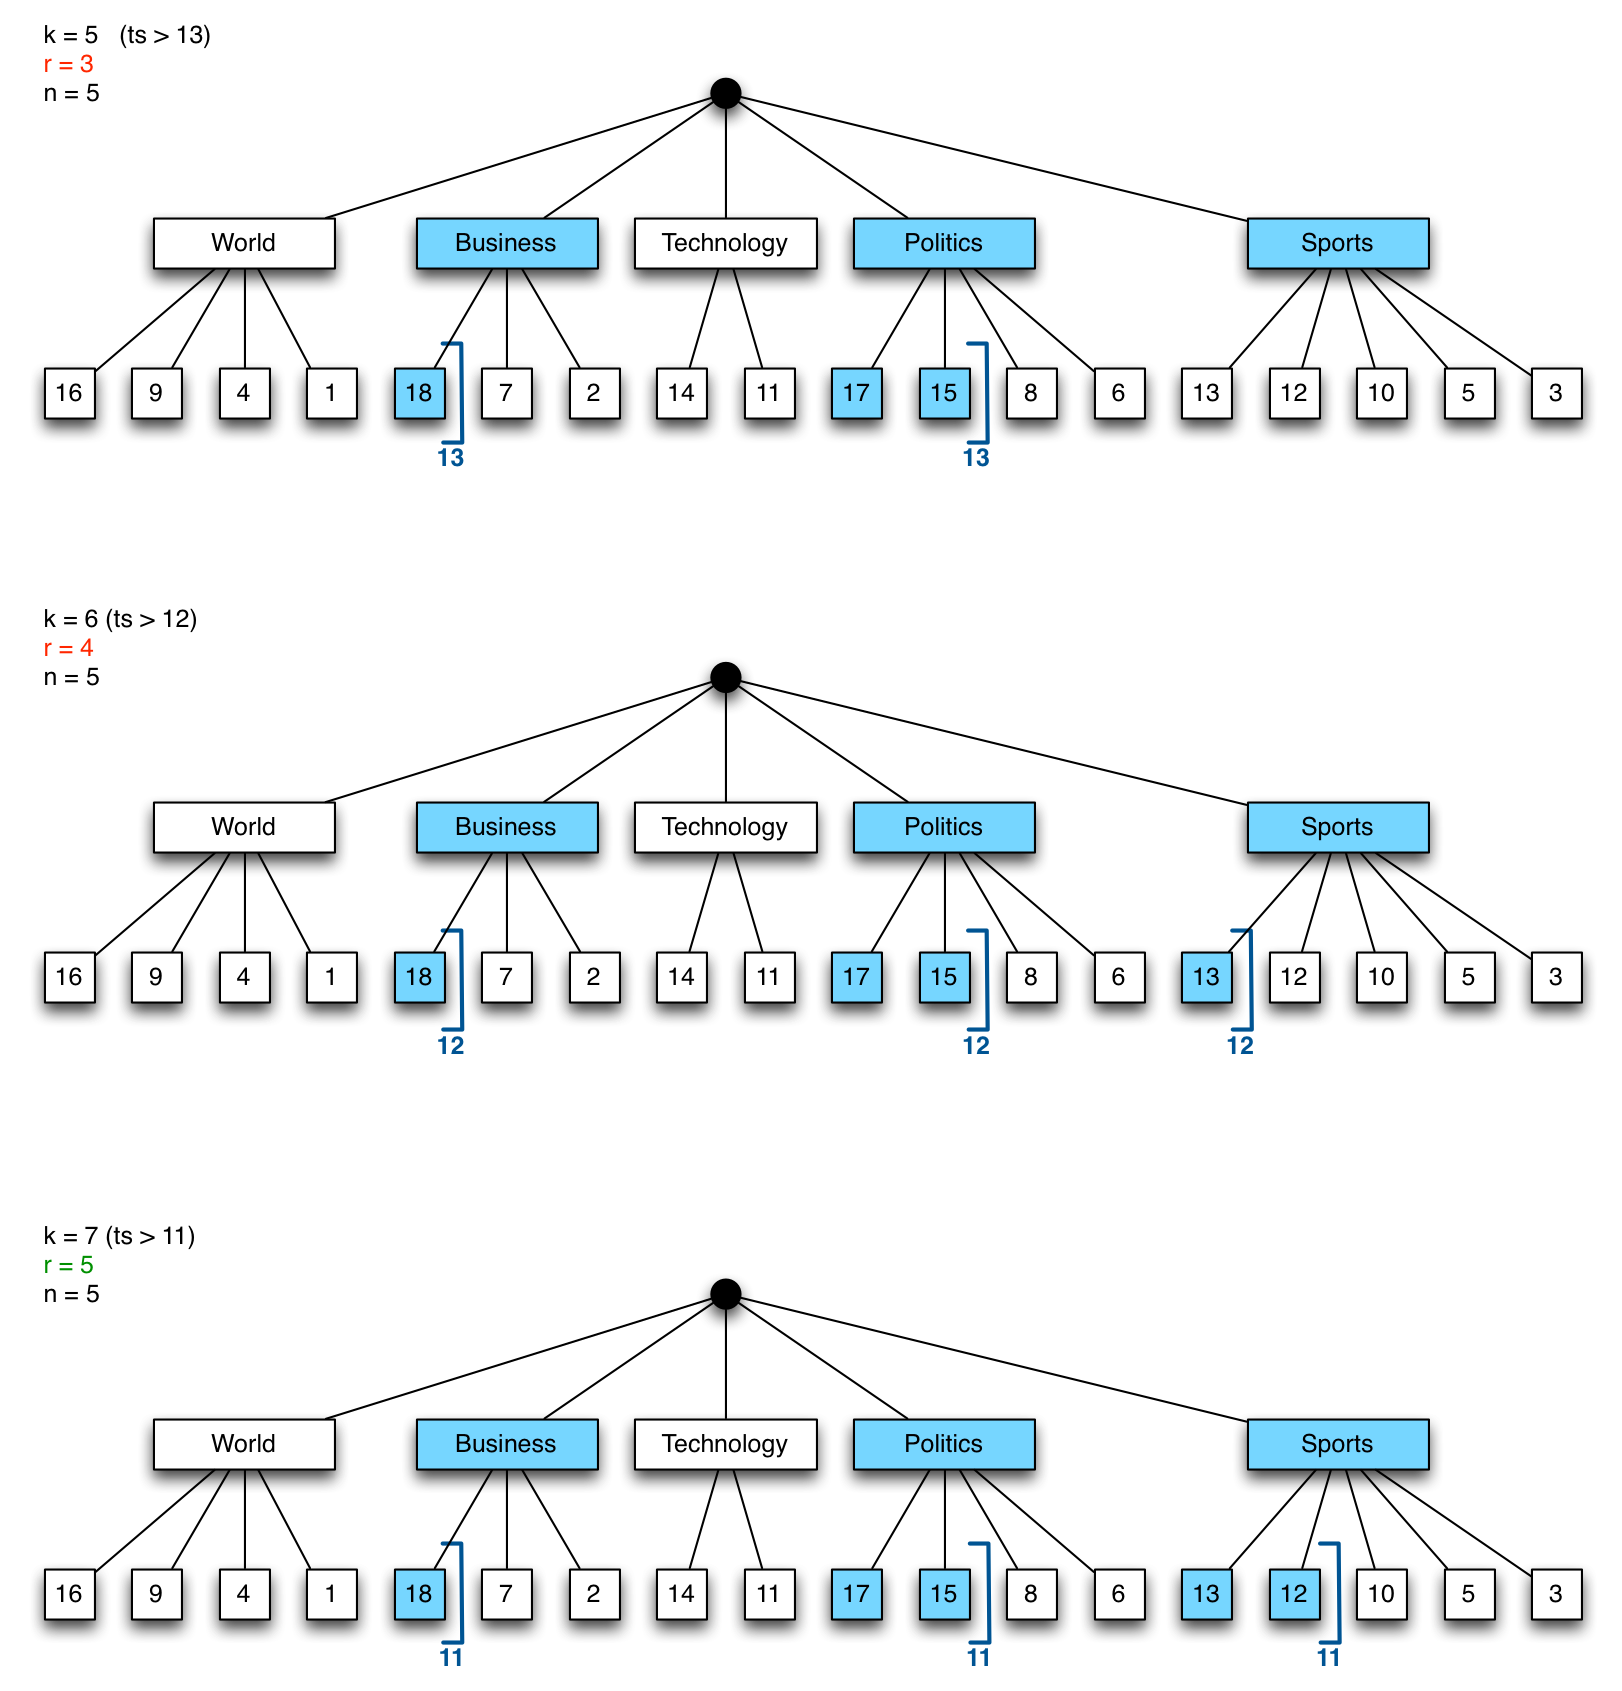 k = 5 (ts > 13)
r = 3
n = 5
World Business Technology Politics Sports
16 9 4 1 18 7 2 14 11 17 15 8 6 13 12 10 5 3
13 13
k = 6 (ts > 12)
r = 4
n = 5
World Business Technology Politics Sports
16 9 4 1 18 7 2 14 11 17 15 8 6 13 12 10 5 3
12 12 12
k = 7 (ts > 11)
r = 5
n = 5
World Business Technology Politics Sports
16 9 4 1 18 7 2 14 11 17 15 8 6 13 12 10 5 3
11 11 11